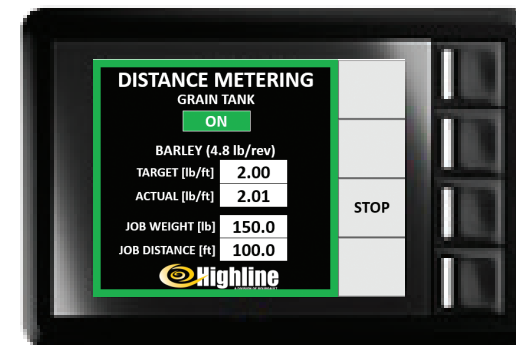 DISTANCE METERING
GRAIN TANK
ON
BARLEY (4.8 lb/rev)
TARGET [lb/ft] 2.00
ACTUAL [lb/ft] 2.01
STOP
JOB WEIGHT [lb] 150.0
JOB DISTANCE [ft] 100.0
Highline